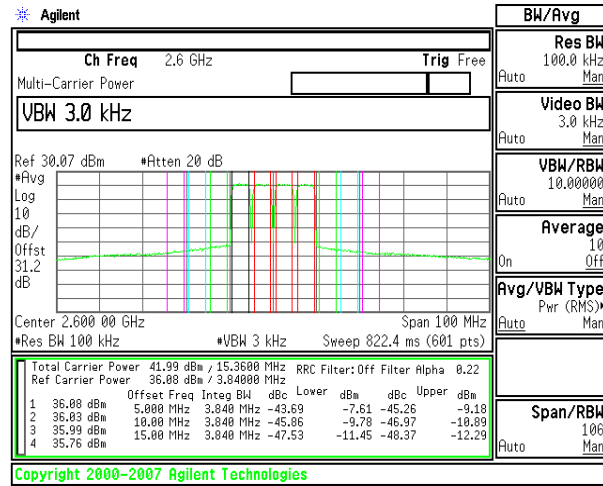 Agilent
BW/Avg
Ch Freq 2.6 GHz Trig Free
Multi-Carrier Power
VBW 3.0 kHz
Ref 30.07 dBm #Atten 20 dB
#Avg
Log
10
dB/
Offst
31.2
dB
Center 2.600 00 GHz Span 100 MHz
#Res BW 100 kHz #VBW 3 kHz Sweep 822.4 ms (601 pts)
Total Carrier Power 41.99 dBm / 15.3600 MHz RRC Filter: Off Filter Alpha 0.22
Ref Carrier Power 36.08 dBm / 3.84000 MHz
Offset Freq Integ BW dBc Lower dBm dBc Upper dBm
1 36.08 dBm 5.000 MHz 3.840 MHz -43.69 -7.61 -45.26 -9.18
2 36.03 dBm 10.00 MHz 3.840 MHz -45.86 -9.78 -46.97 -10.89
3 35.99 dBm 15.00 MHz 3.840 MHz -47.53 -11.45 -48.37 -12.29
4 35.76 dBm
Res BW
100.0 kHz
Auto Man
Video BW
3.0 kHz
Auto Man
VBW/RBW
10.00000
Auto Man
Average
10
On Off
Avg/VBW Type
Pwr (RMS)▸
Auto Man
Span/RBW
106
Auto Man
Copyright 2000-2007 Agilent Technologies